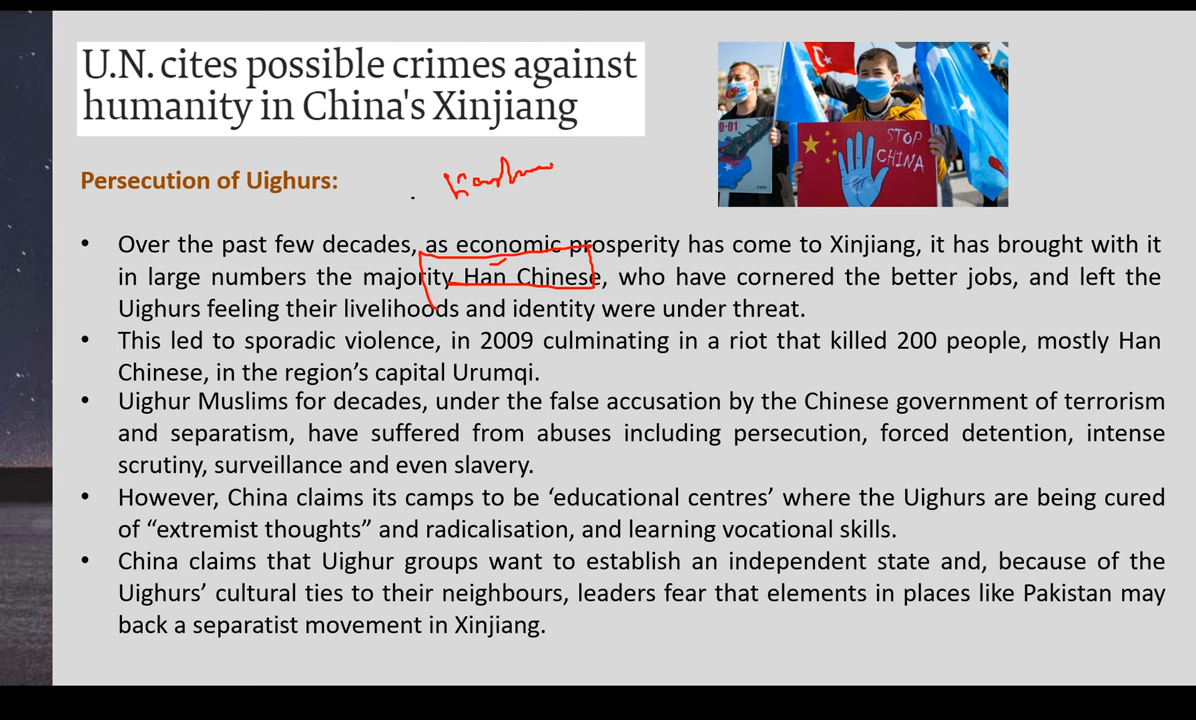 U.N. cites possible crimes against
humanity in China's Xinjiang
0-01
STOP
CHINA
Persecution of Uighurs:
• Over the past few decades, as economic prosperity has come to Xinjiang, it has brought with it
in large numbers the majority Han Chinese, who have cornered the better jobs, and left the
Uighurs feeling their livelihoods and identity were under threat.
• This led to sporadic violence, in 2009 culminating in a riot that killed 200 people, mostly Han
Chinese, in the region's capital Urumqi.
• Uighur Muslims for decades, under the false accusation by the Chinese government of terrorism
and separatism, have suffered from abuses including persecution, forced detention, intense
scrutiny, surveillance and even slavery.
• However, China claims its camps to be ‘educational centres’ where the Uighurs are being cured
of “extremist thoughts” and radicalisation, and learning vocational skills.
• China claims that Uighur groups want to establish an independent state and, because of the
Uighurs’ cultural ties to their neighbours, leaders fear that elements in places like Pakistan may
back a separatist movement in Xinjiang.